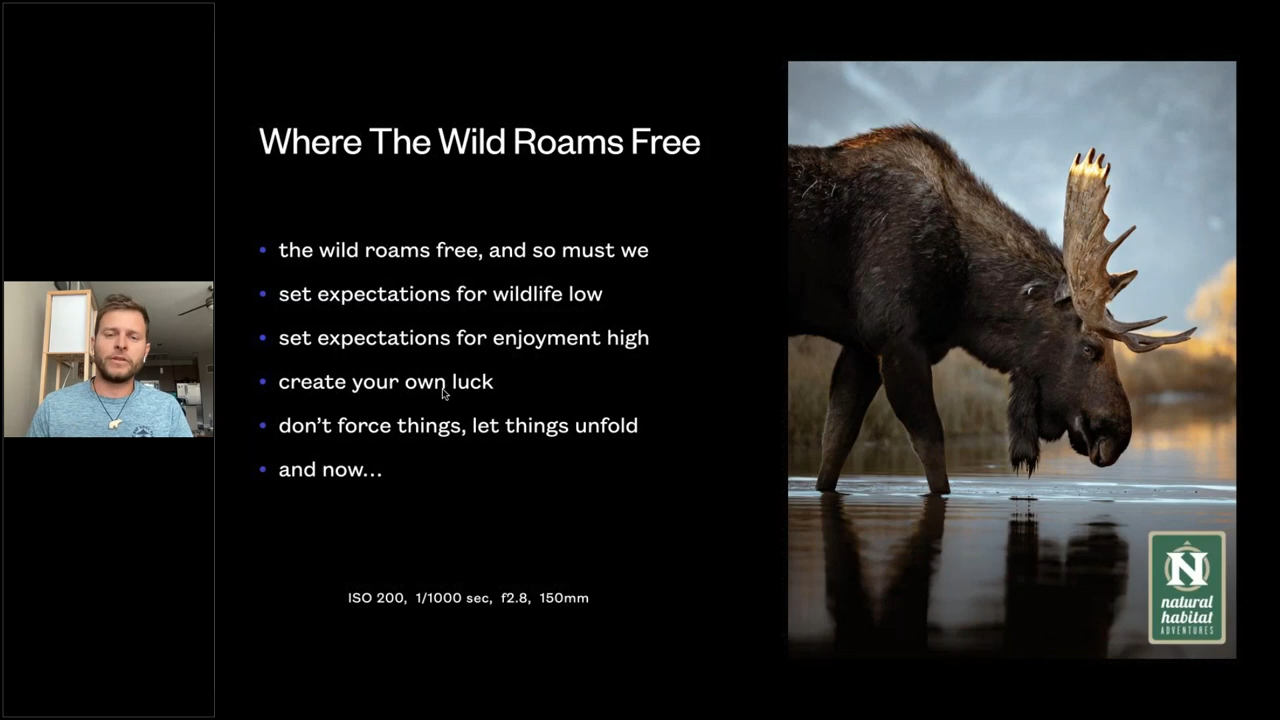 Where The Wild Roams Free
the wild roams free, and so must we
set expectations for wildlife low
set expectations for enjoyment high
create your own luck
don’t force things, let things unfold
and now…
ISO 200, 1/1000 sec, f2.8, 150mm
N
natural
habitat
ADVENTURES